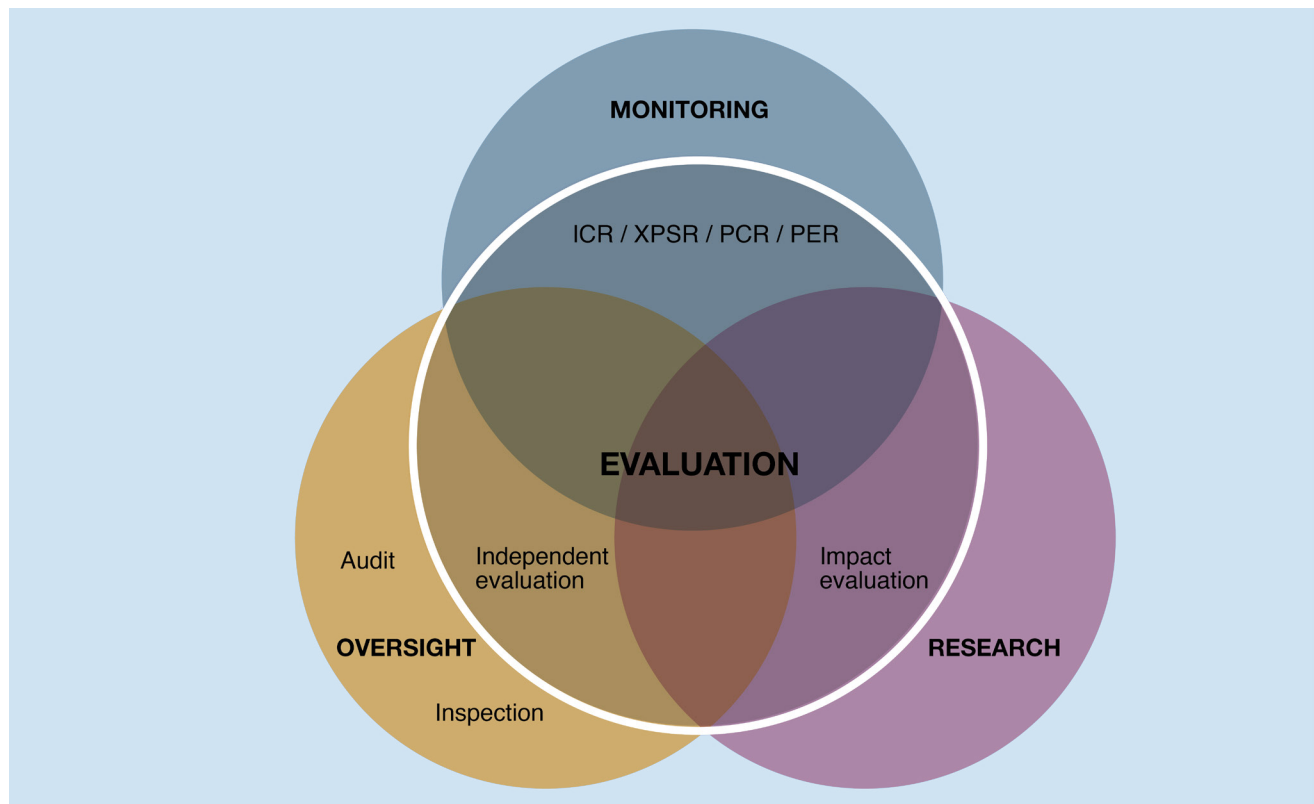 MONITORING
ICR / XPSR / PCR / PER
EVALUATION
Audit
Independent
evaluation
Impact
evaluation
OVERSIGHT
RESEARCH
Inspection